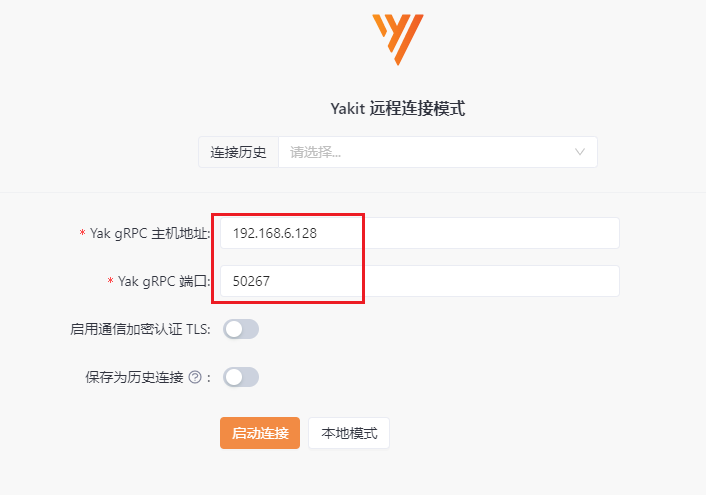 Yakit 远程连接模式
连接历史 请选择...
* Yak gRPC 主机地址: 192.168.6.128
* Yak gRPC 端口: 50267
启用通信加密认证 TLS:
保存为历史连接 ? :
启动连接 本地模式